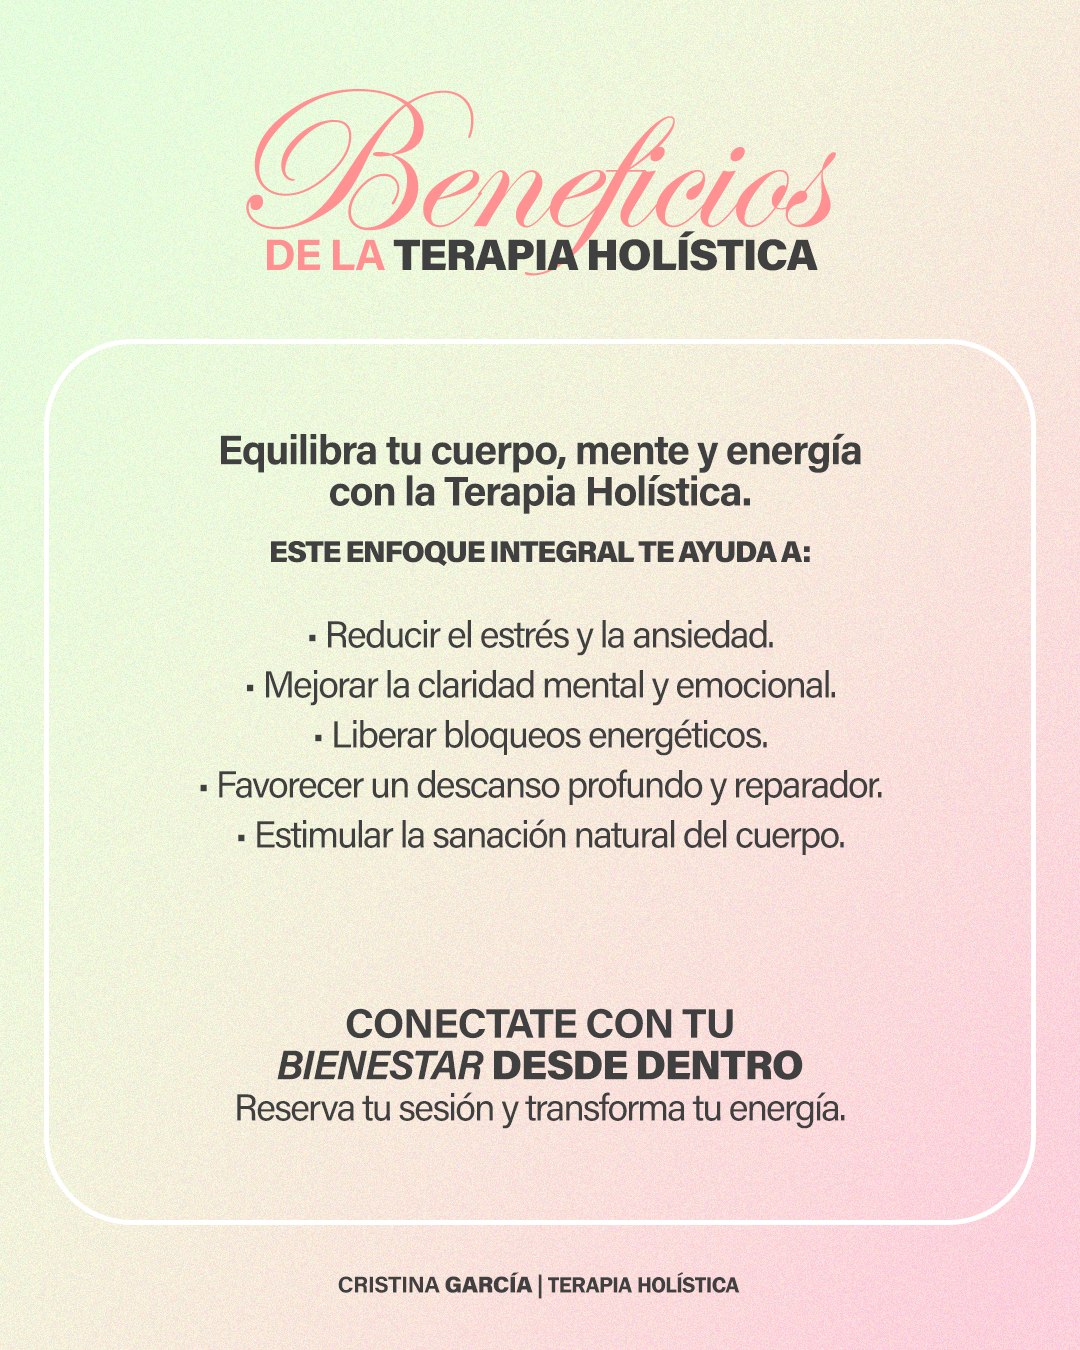 Beneficios
DE LA TERAPIA HOLÍSTICA
Equilibra tu cuerpo, mente y energía
con la Terapia Holística.
ESTE ENFOQUE INTEGRAL TE AYUDA A:
▪ Reducir el estrés y la ansiedad.
▪ Mejorar la claridad mental y emocional.
▪ Liberar bloqueos energéticos.
▪ Favorecer un descanso profundo y reparador.
▪ Estimular la sanación natural del cuerpo.
CONECTATE CON TU
BIENESTAR DESDE DENTRO
Reserva tu sesión y transforma tu energía.
CRISTINA GARCÍA | TERAPIA HOLÍSTICA